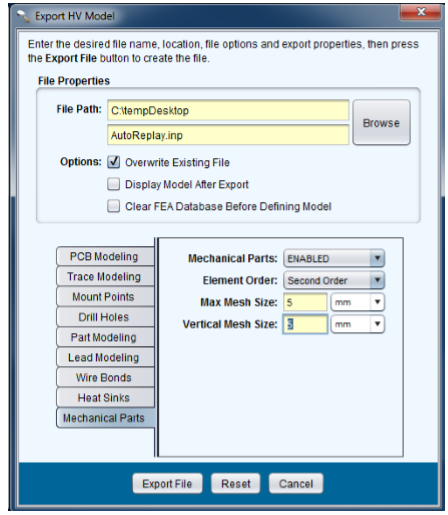 Export HV Model
Enter the desired file name, location, file options and export properties, then press
the Export File button to create the file.
File Properties
File Path: C:\tempDesktop
AutoReplay.inp
Browse
Options: Overwrite Existing File
Display Model After Export
Clear FEA Database Before Defining Model
PCB Modeling
Trace Modeling
Mount Points
Drill Holes
Part Modeling
Lead Modeling
Wire Bonds
Heat Sinks
Mechanical Parts
Mechanical Parts: ENABLED
Element Order: Second Order
Max Mesh Size: 5 mm
Vertical Mesh Size: 5 mm
Export File Reset Cancel